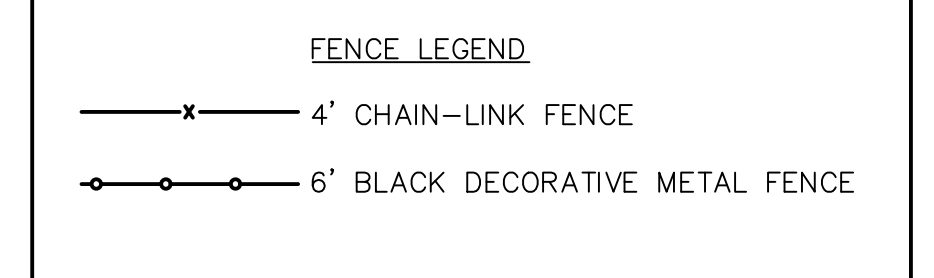 FENCE LEGEND
4' CHAIN-LINK FENCE
6' BLACK DECORATIVE METAL FENCE